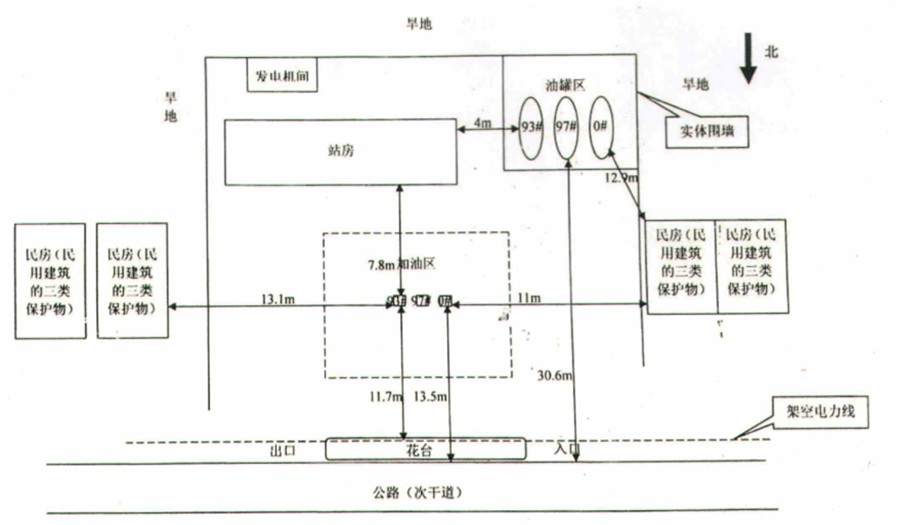 旱地
北
发电机间
油罐区
旱地
旱
地
93#
97#
0#
4m
实体围墙
站房
12.9m
民房（民
用建筑
的三类
保护物）
民房（民
用建筑
的三类
保护物）
民房（民
用建筑
的三类
保护物）
民房（民
用建筑
的三类
保护物）
7.8m
加油区
13.1m
93#
97#
0#
11m
30.6m
11.7m
13.5m
架空电力线
出口
花台
入口
公路（次干道）